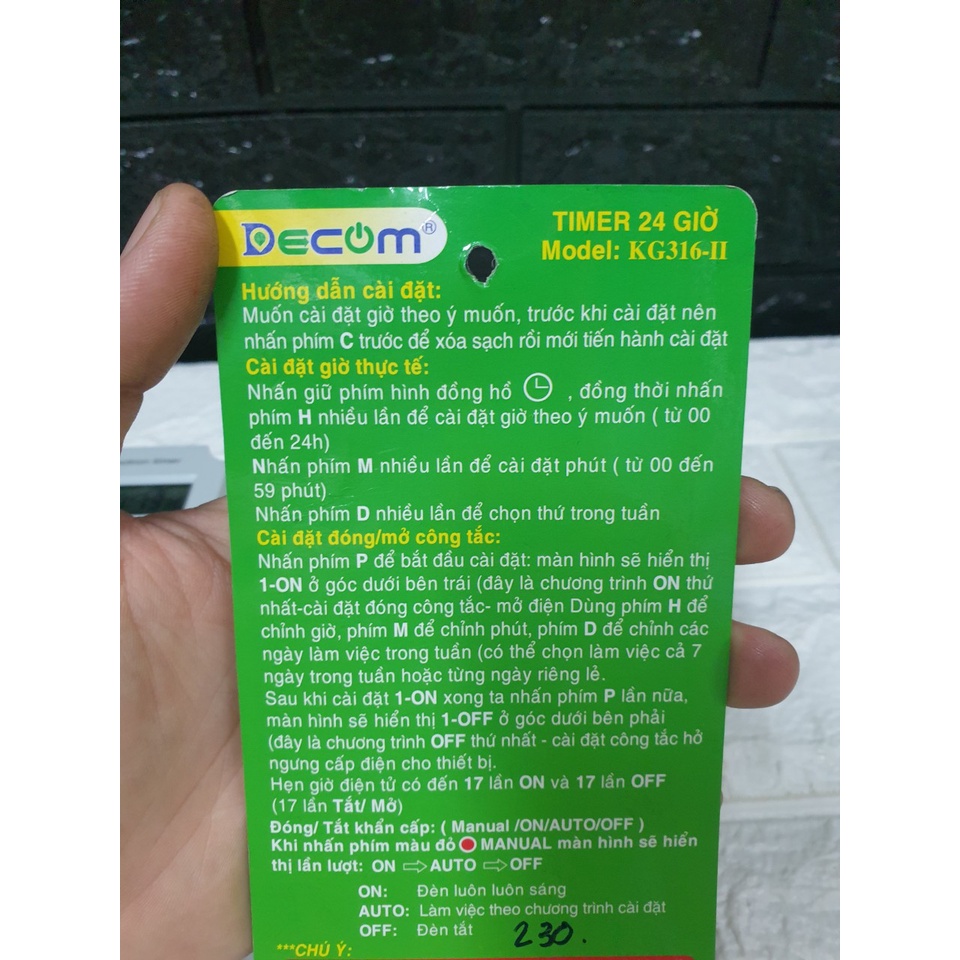 DECOM®
TIMER 24 GIỜ
Model: KG316-II
Hướng dẫn cài đặt:
Muốn cài đặt giờ theo ý muốn, trước khi cài đặt nên
nhấn phím C trước để xóa sạch rồi mới tiến hành cài đặt
Cài đặt giờ thực tế:
Nhấn giữ phím hình đồng hồ , đồng thời nhấn
phím H nhiều lần để cài đặt giờ theo ý muốn ( từ 00
đến 24h)
Nhấn phím M nhiều lần để cài đặt phút ( từ 00 đến
59 phút)
Nhấn phím D nhiều lần để chọn thứ trong tuần
Cài đặt đóng/mở công tắc:
Nhấn phím P để bắt đầu cài đặt: màn hình sẽ hiển thị
1-ON ở góc dưới bên trái (đây là chương trình ON thứ
nhất-cài đặt đóng công tắc- mở điện Dùng phím H để
chỉnh giờ, phím M để chỉnh phút, phím D để chỉnh các
ngày làm việc trong tuần (có thể chọn làm việc cả 7
ngày trong tuần hoặc từng ngày riêng lẻ.
Sau khi cài đặt 1-ON xong ta nhấn phím P lần nữa,
màn hình sẽ hiển thị 1-OFF ở góc dưới bên phải
(đây là chương trình OFF thứ nhất - cài đặt công tắc hở
ngưng cấp điện cho thiết bị.
Hẹn giờ điện tử có đến 17 lần ON và 17 lần OFF
(17 lần Tắt/ Mở)
Đóng/ Tắt khẩn cấp: ( Manual /ON/AUTO/OFF )
Khi nhấn phím màu đỏ MANUAL màn hình sẽ hiển
thị lần lượt: ON ⇨ AUTO ⇨ OFF
ON: Đèn luôn luôn sáng
AUTO: Làm việc theo chương trình cài đặt
OFF: Đèn tắt
230.
***CHÚ Ý: